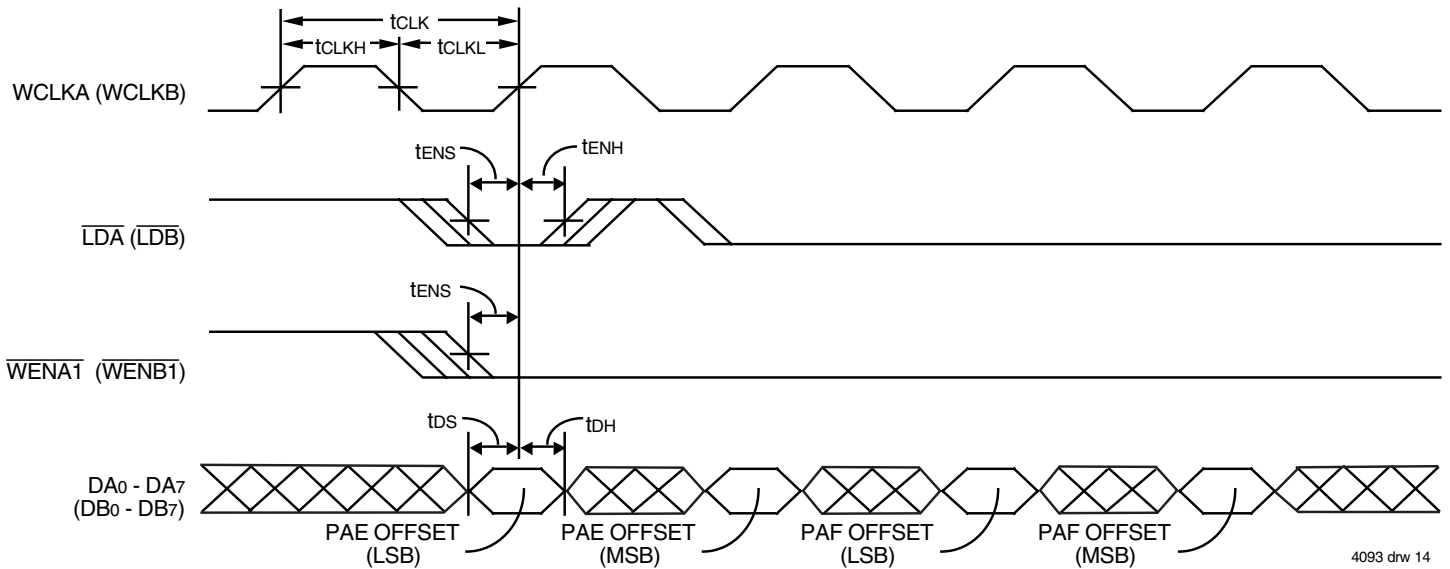 tCLK
tCLKH tCLKL
WCLKA (WCLKB)
tENS tENH
LDA (LDB)
tENS
WENA1 (WENB1)
tDS tDH
DA0 - DA7
(DB0 - DB7)
PAE OFFSET
(LSB)
PAE OFFSET
(MSB)
PAF OFFSET
(LSB)
PAF OFFSET
(MSB)
4093 drw 14